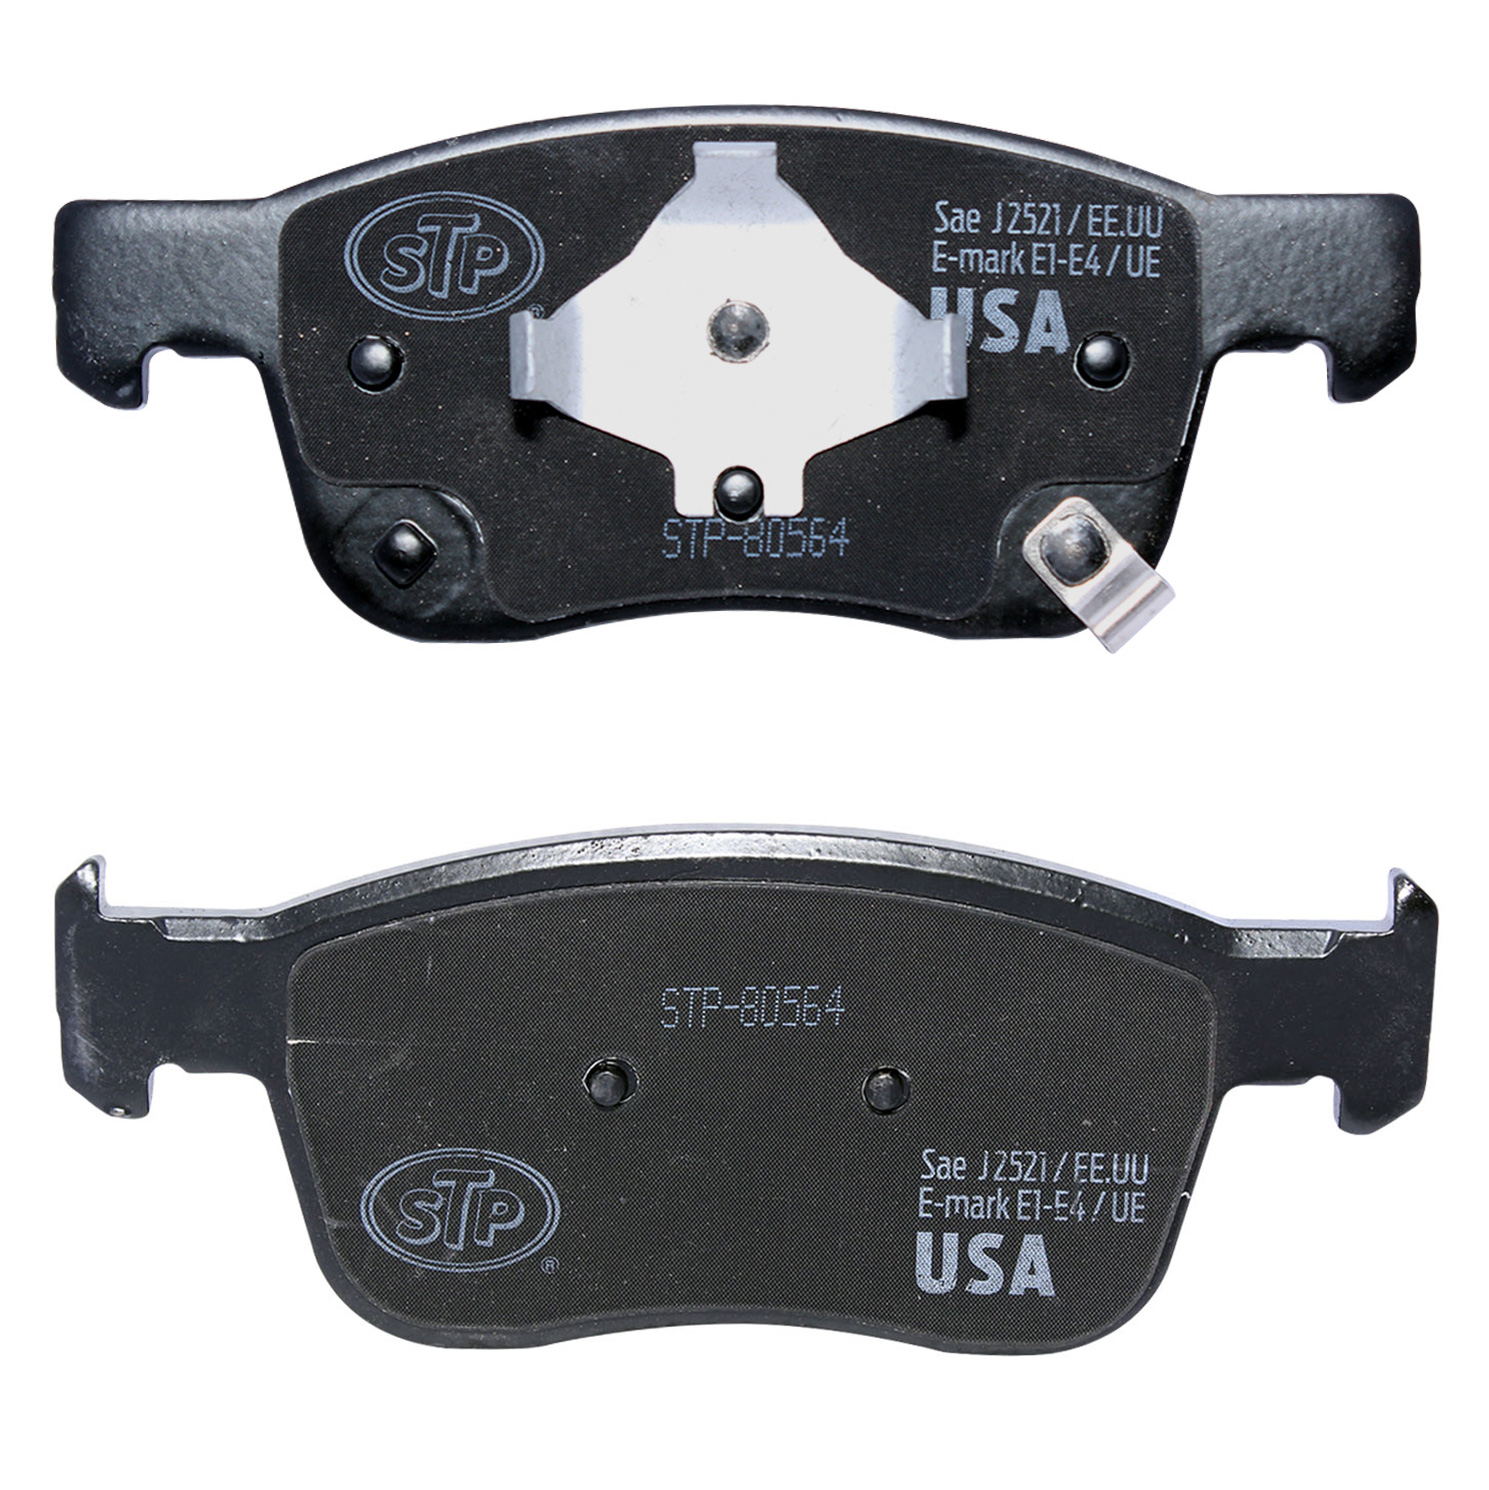 STP
®
Sae J2521 / EE.UU
E-mark E1-E4 / UE
USA
STP-80564
STP-80564
STP
®
Sae J2521 / EE.UU
E-mark E1-E4 / UE
USA